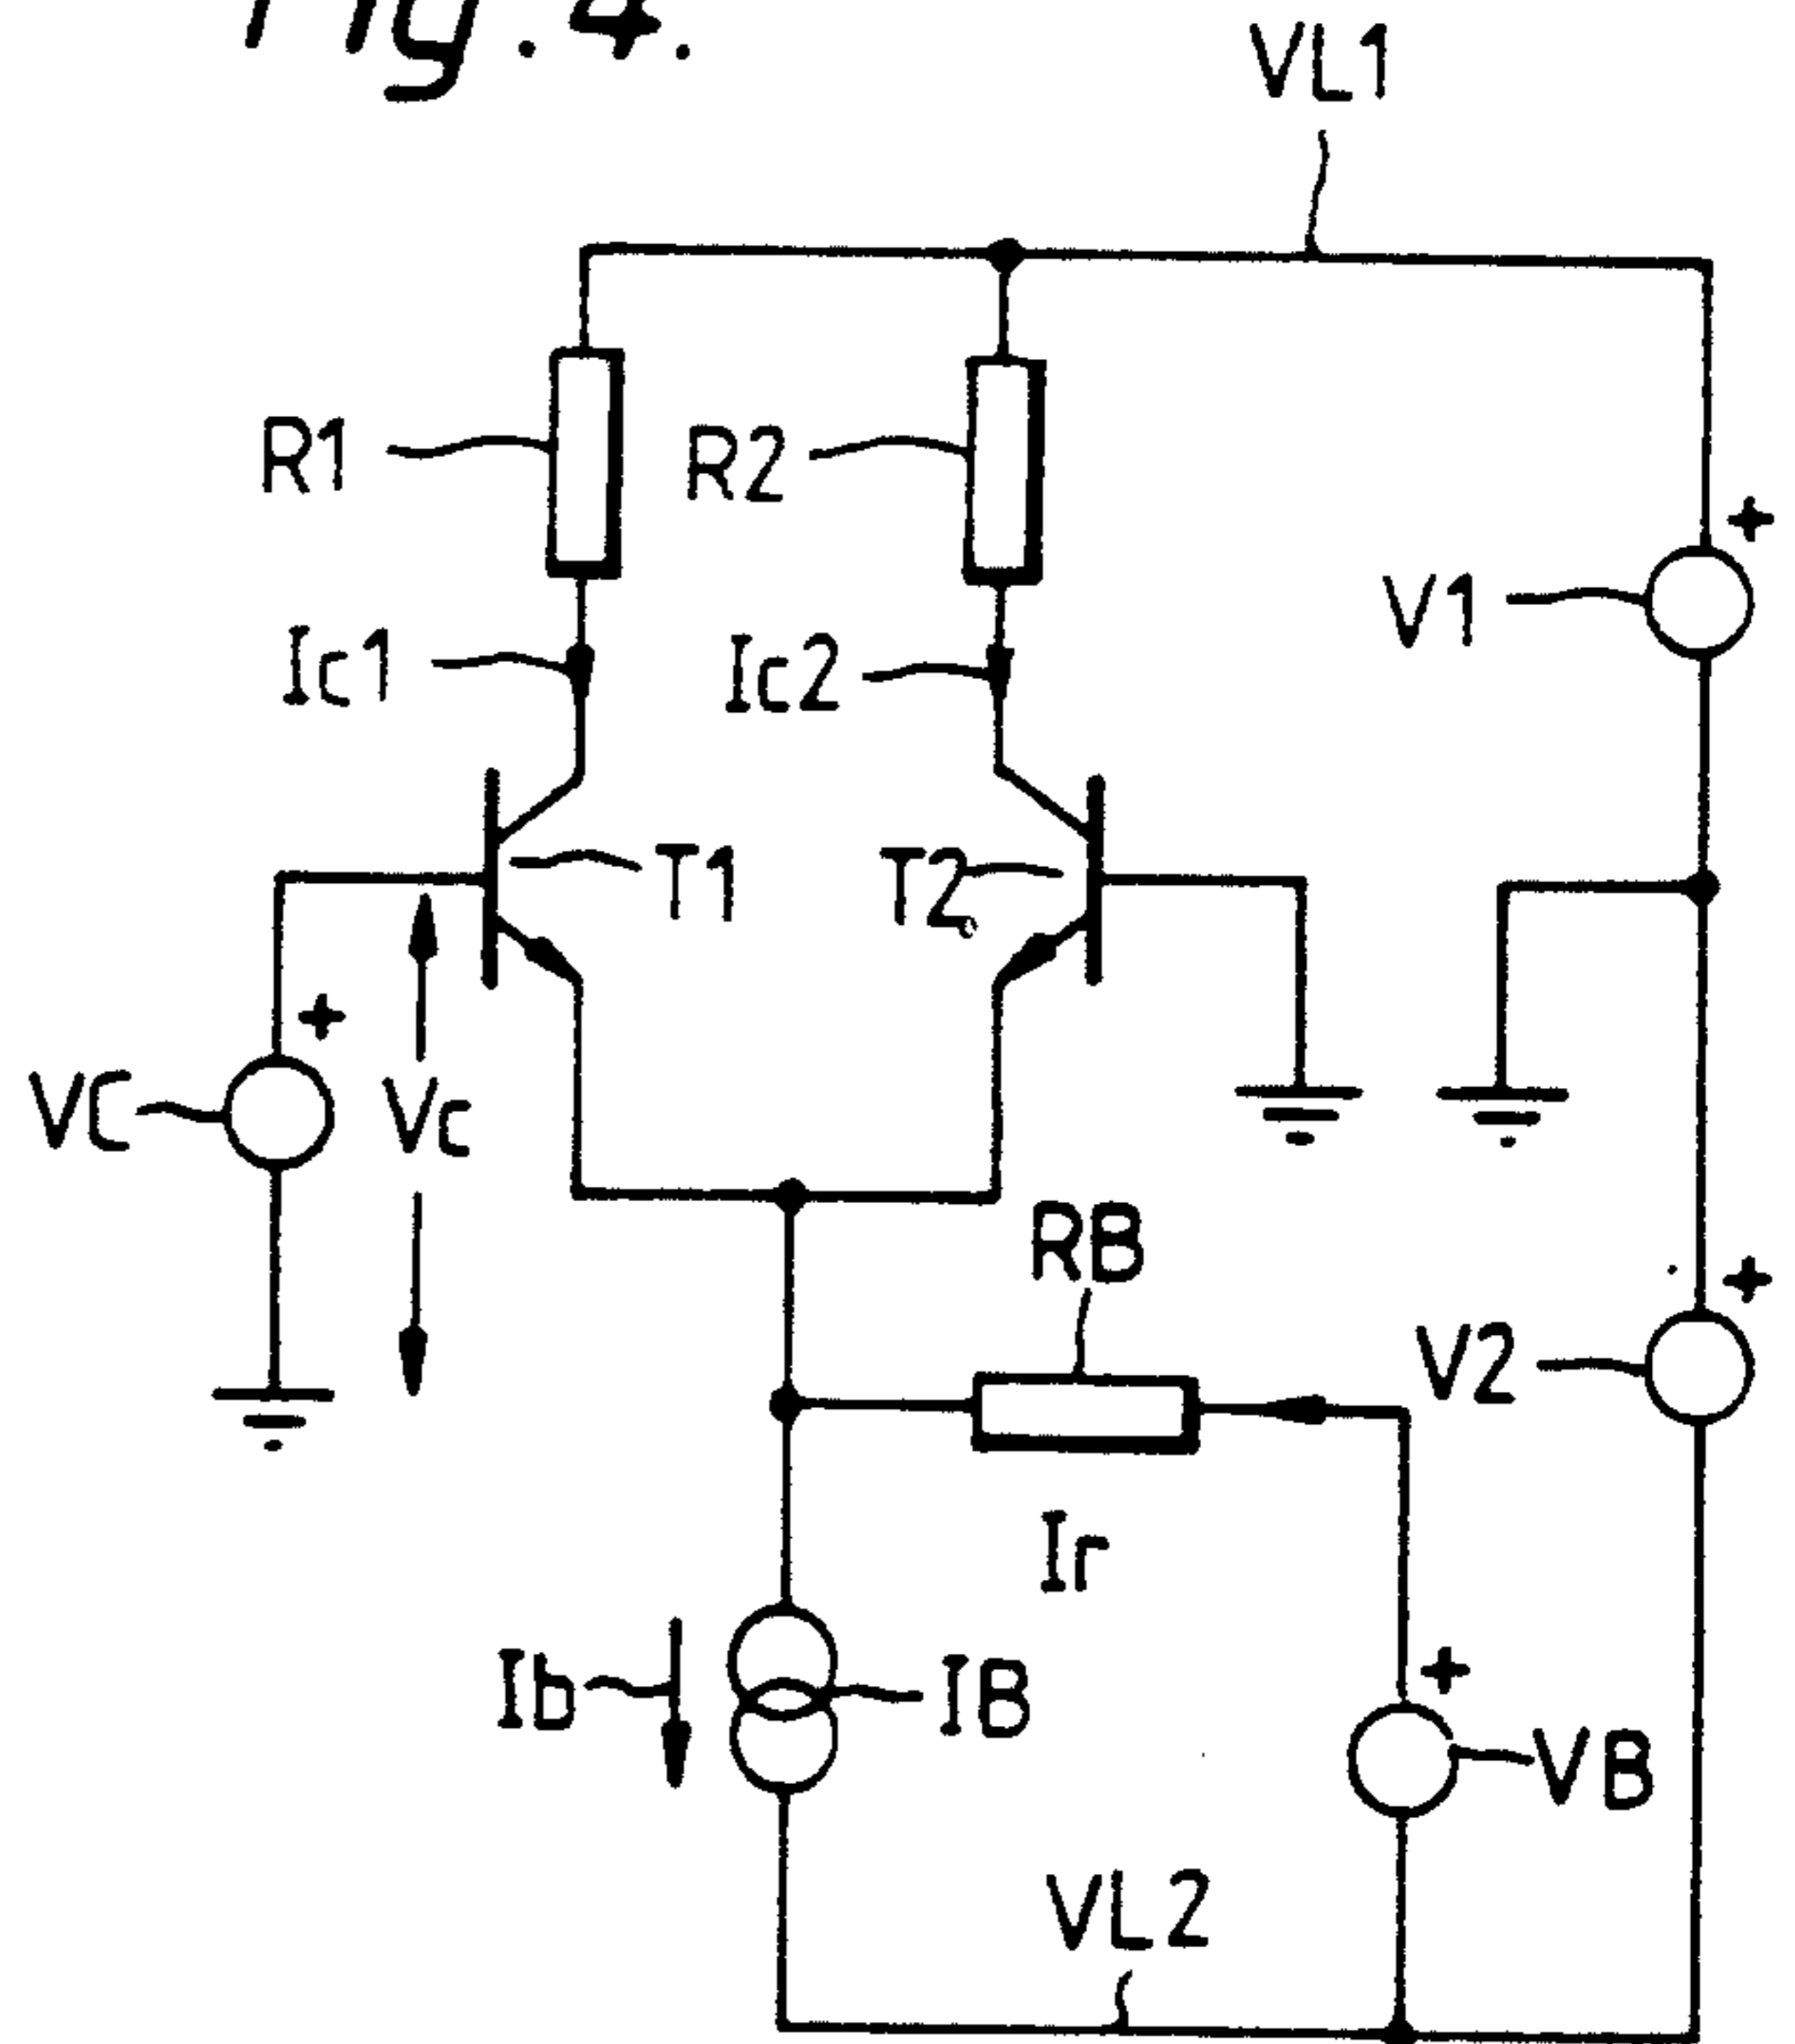 Fig. 4.
VL1
+
R1
R2
V1
Ic1
Ic2
T1
T2
+
VC
Vc
RB
+
V2
Ir
+
Ib
IB
VB
VL2